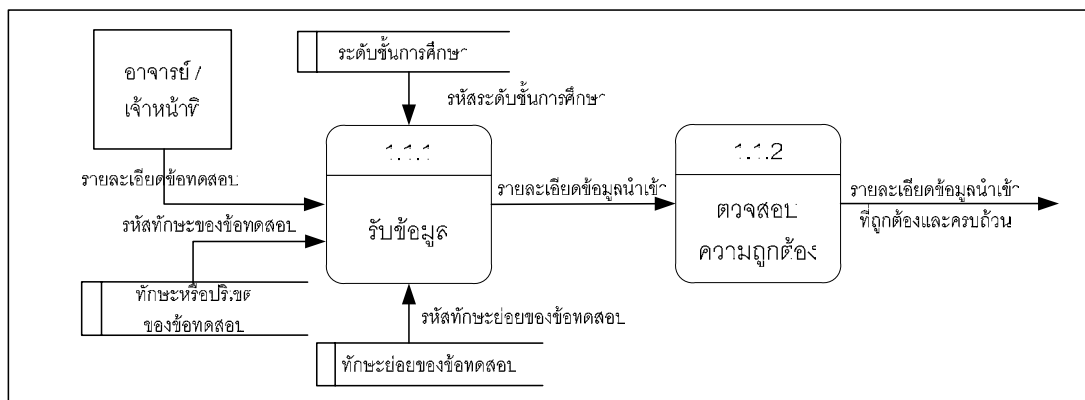 ระดับชั้นการศึกษา
อาจารย์ /
เจ้าหน้าที่
รหัสระดับชั้นการศึกษา
1.1.1
1.1.2
รายละเอียดข้อทดสอบ
รายละเอียดข้อมูลนำเข้า
รายละเอียดข้อมูลนำเข้า
ที่ถูกต้องและครบถ้วน
รหัสทักษะของข้อทดสอบ
รับข้อมูล
ตวจสอบ
ความถูกต้อง
ทักษะหรือปริเขต
ของข้อทดสอบ
รหัสทักษะย่อยของข้อทดสอบ
ทักษะย่อยของข้อทดสอบ